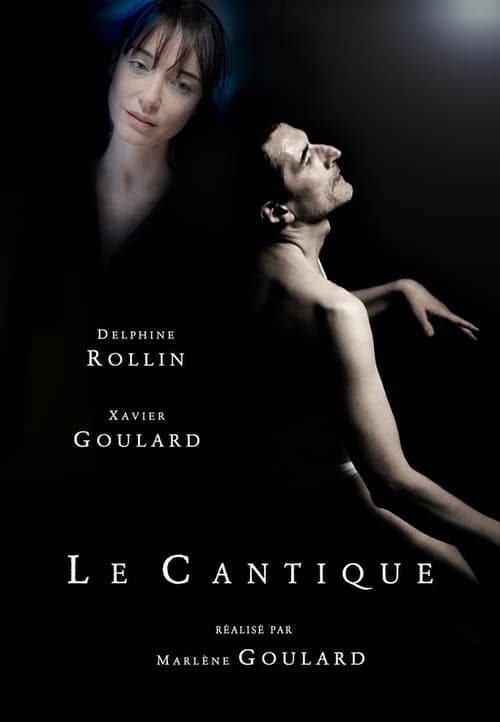 DELPHINE
ROLLIN
XAVIER
GOULARD
LE CANTIQUE
RÉALISÉ PAR
MARLÈNE GOULARD